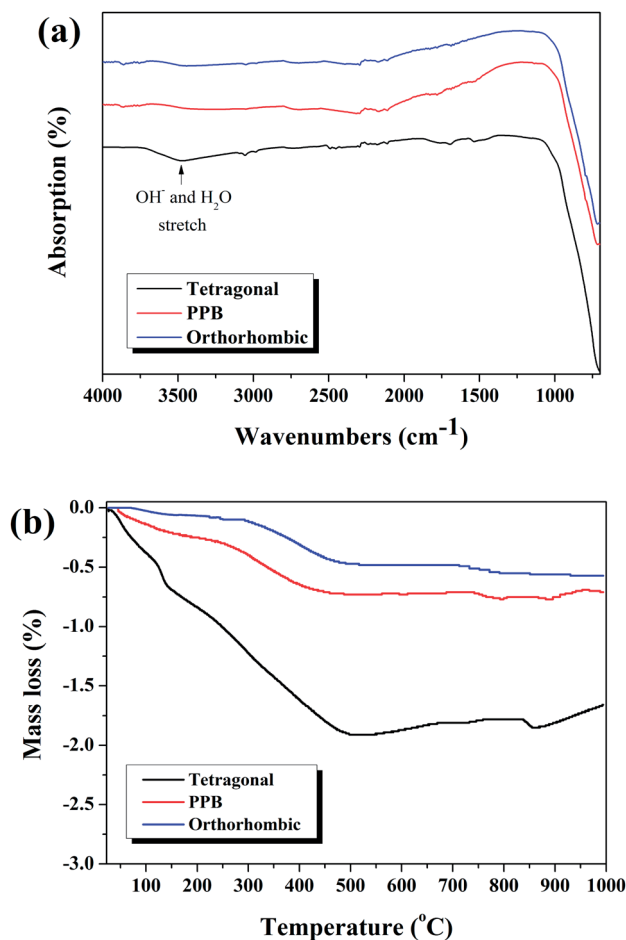 (a)
Absorption (%)
OH⁻ and H₂O
stretch
Tetragonal
PPB
Orthorhombic
4000 3500 3000 2500 2000 1500 1000
Wavenumbers (cm⁻¹)
(b)
Mass loss (%)
0.0
-0.5
-1.0
-1.5
-2.0
-2.5
-3.0
Tetragonal
PPB
Orthorhombic
100 200 300 400 500 600 700 800 900 1000
Temperature (°C)